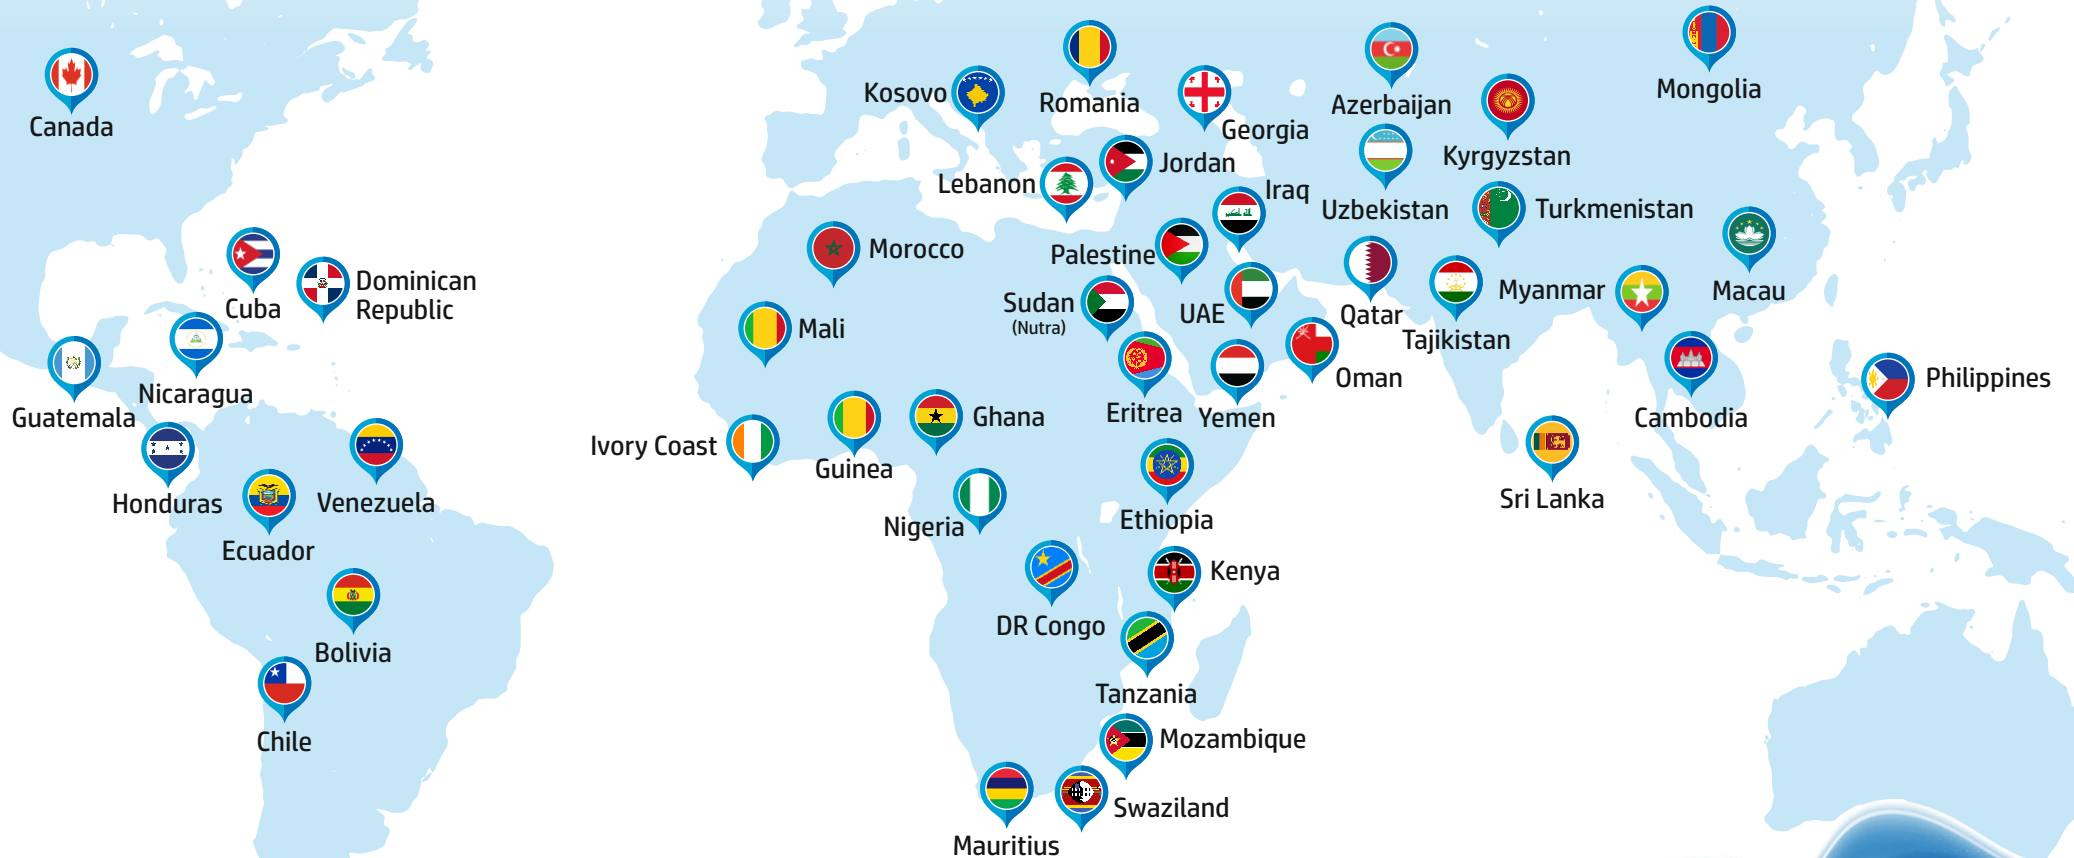 Canada
Kosovo
Romania
Georgia
Azerbaijan
Mongolia
Kyrgyzstan
Lebanon
Jordan
Iraq
Uzbekistan
Turkmenistan
Cuba
Dominican
Republic
Morocco
Palestine
Sudan
(Nutra)
UAE
Qatar
Tajikistan
Myanmar
Macau
Guatemala
Nicaragua
Mali
Eritrea
Yemen
Oman
Cambodia
Philippines
Honduras
Venezuela
Ivory Coast
Guinea
Ghana
Sri Lanka
Ecuador
Nigeria
Ethiopia
Bolivia
DR Congo
Kenya
Chile
Tanzania
Mozambique
Mauritius
Swaziland